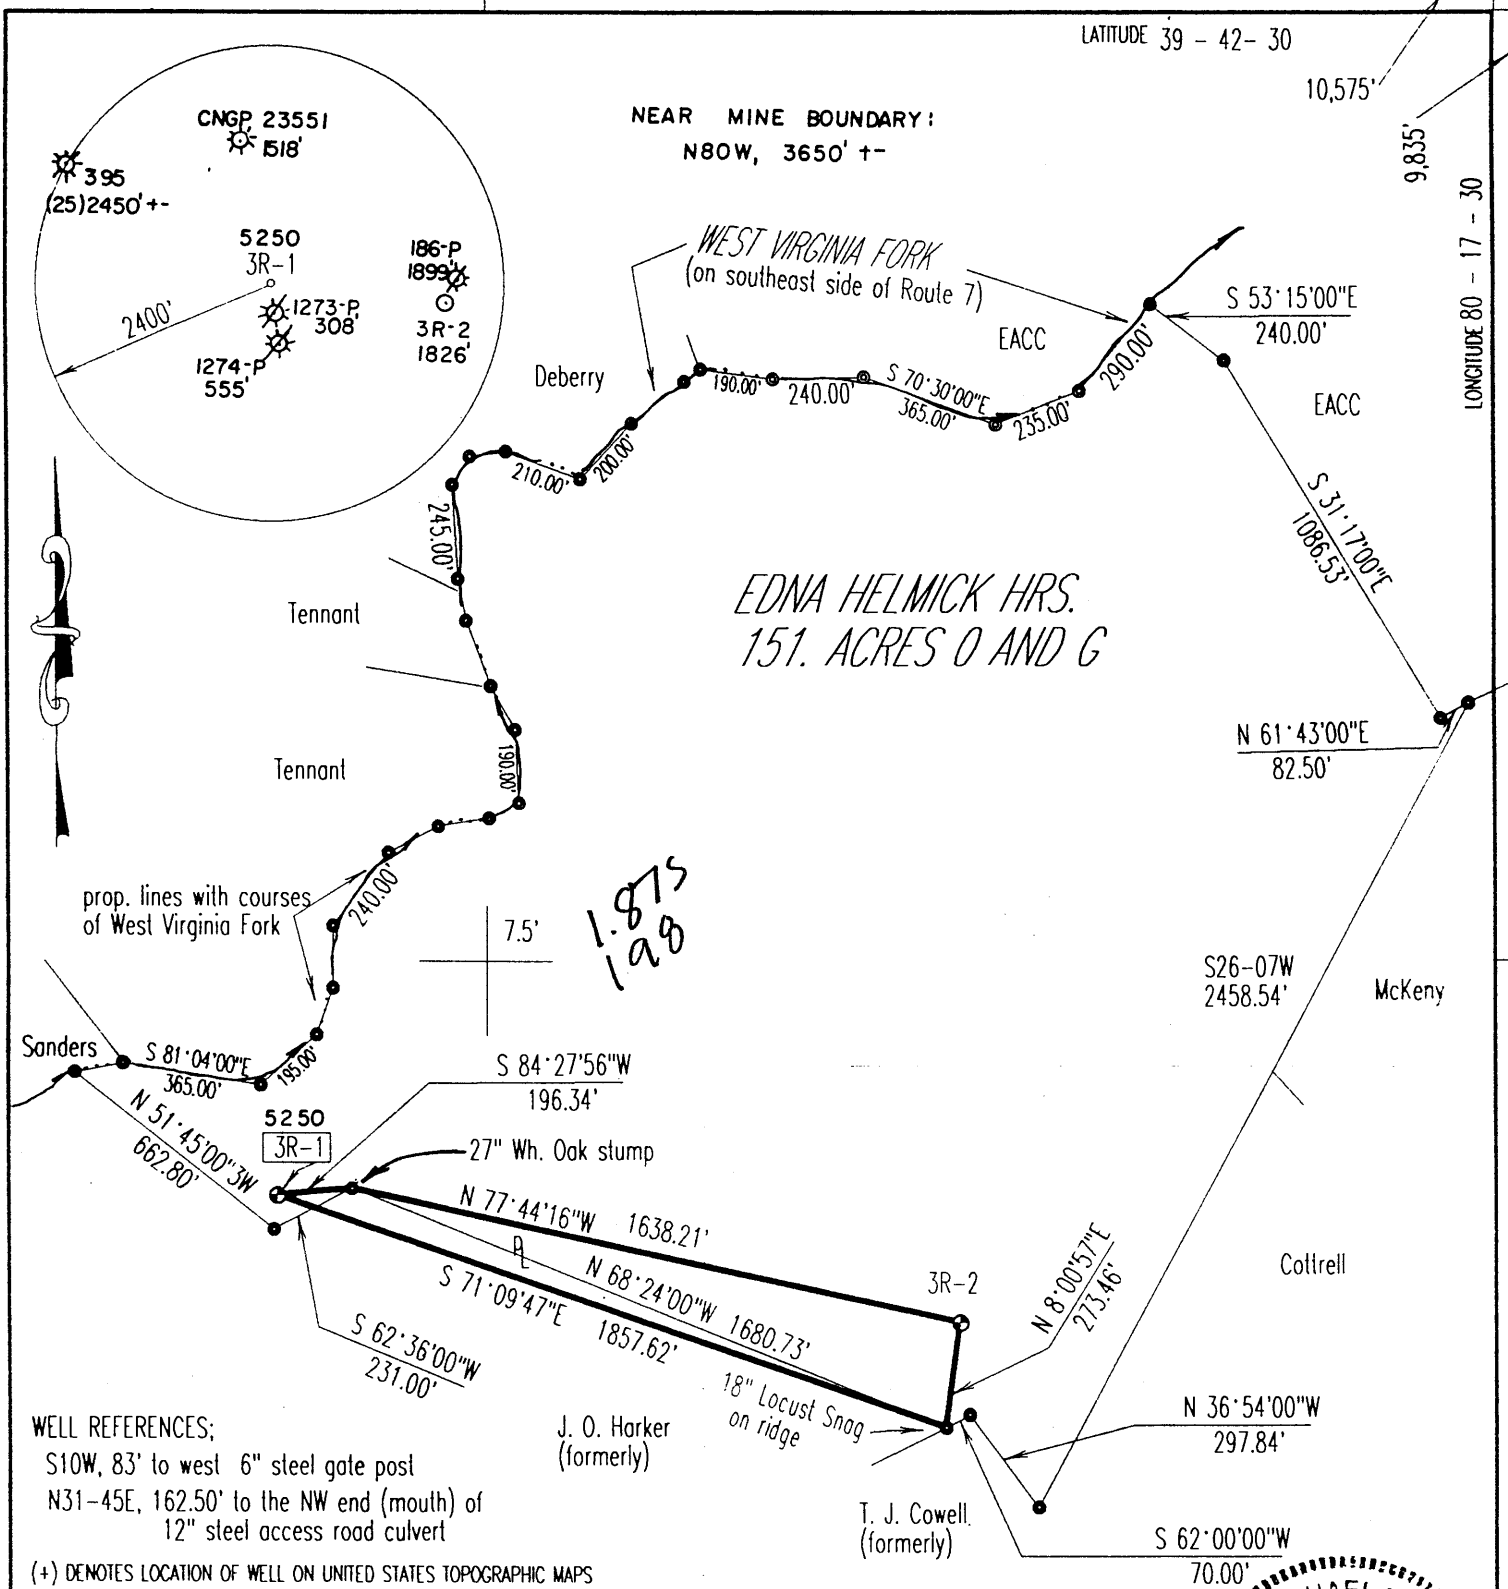 LATITUDE 39 - 42- 30
10,575'
9,835'
LONGITUDE 80 - 17 - 30
CNGP 23551
1518'
395
(25)2450'+-
5250
3R-1
186-P
1899'
1273-P
308'
3R-2
1826'
1274-P
555'
2400'
NEAR MINE BOUNDARY:
N80W, 3650' +-
WEST VIRGINIA FORK
(on southeast side of Route 7)
S 53°15'00"E
240.00'
EACC
EACC
Deberry
190.00'
240.00'
S 70°30'00"E
365.00'
235.00'
290.00'
210.00'
200.00'
245.00'
S 31°17'00"E
1086.53'
EDNA HELMICK HRS.
151. ACRES O AND G
Tennant
Tennant
190.00'
N 61°43'00"E
82.50'
prop. lines with courses
of West Virginia Fork
240.00'
7.5'
1.875
198
S26-07W
2458.54'
McKeny
Sanders
S 81°04'00"E
365.00'
195.00'
S 84°27'56"W
196.34'
N 51°45'00"3W
662.80'
5250
3R-1
27" Wh. Oak stump
N 77°44'16"W 1638.21'
PL
N 68°24'00"W 1680.73'
S 71°09'47"E 1857.62'
3R-2
N 8°00'57"E
273.46'
Cottrell
S 62°36'00"W
231.00'
18" Locust Snag
on ridge
J. O. Harker
(formerly)
N 36°54'00"W
297.84'
T. J. Cowell
(formerly)
S 62°00'00"W
70.00'
WELL REFERENCES;
S10W, 83' to west 6" steel gate post
N31-45E, 162.50' to the NW end (mouth) of
12" steel access road culvert
(+) DENOTES LOCATION OF WELL ON UNITED STATES TOPOGRAPHIC MAPS